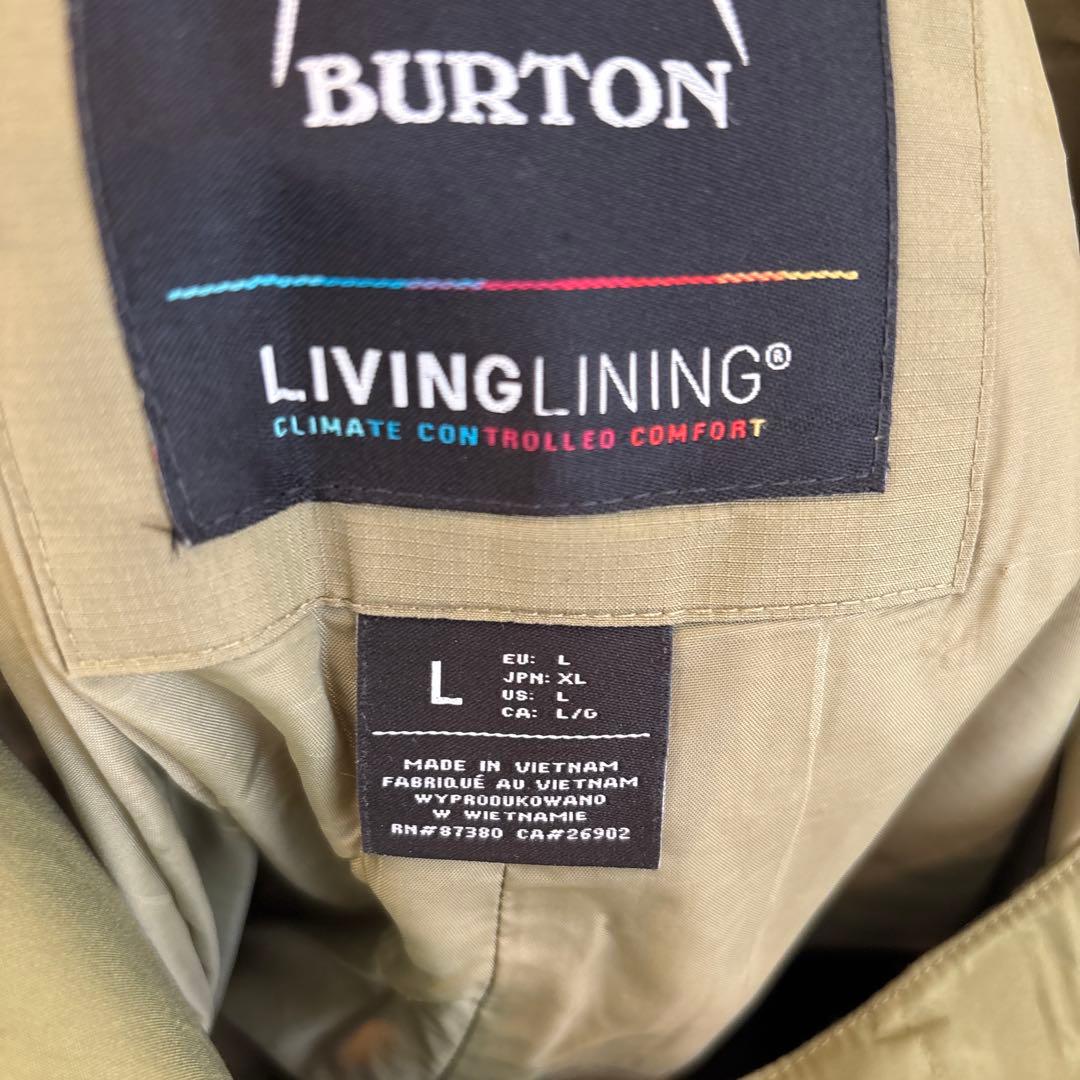 BURTON
LIVINGLINING®
CLIMATE CONTROLLED COMFORT
L
EU: L
JPN: XL
US: L
CA: L/G
MADE IN VIETNAM
FABRIQUÉ AU VIETNAM
WYPRODUKOWANO
W WIETNAMIE
RN#87380 CA#26902